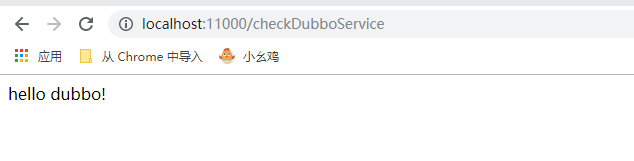 localhost:11000/checkDubboService
应用 从 Chrome 中导入 小幺鸡
hello dubbo!